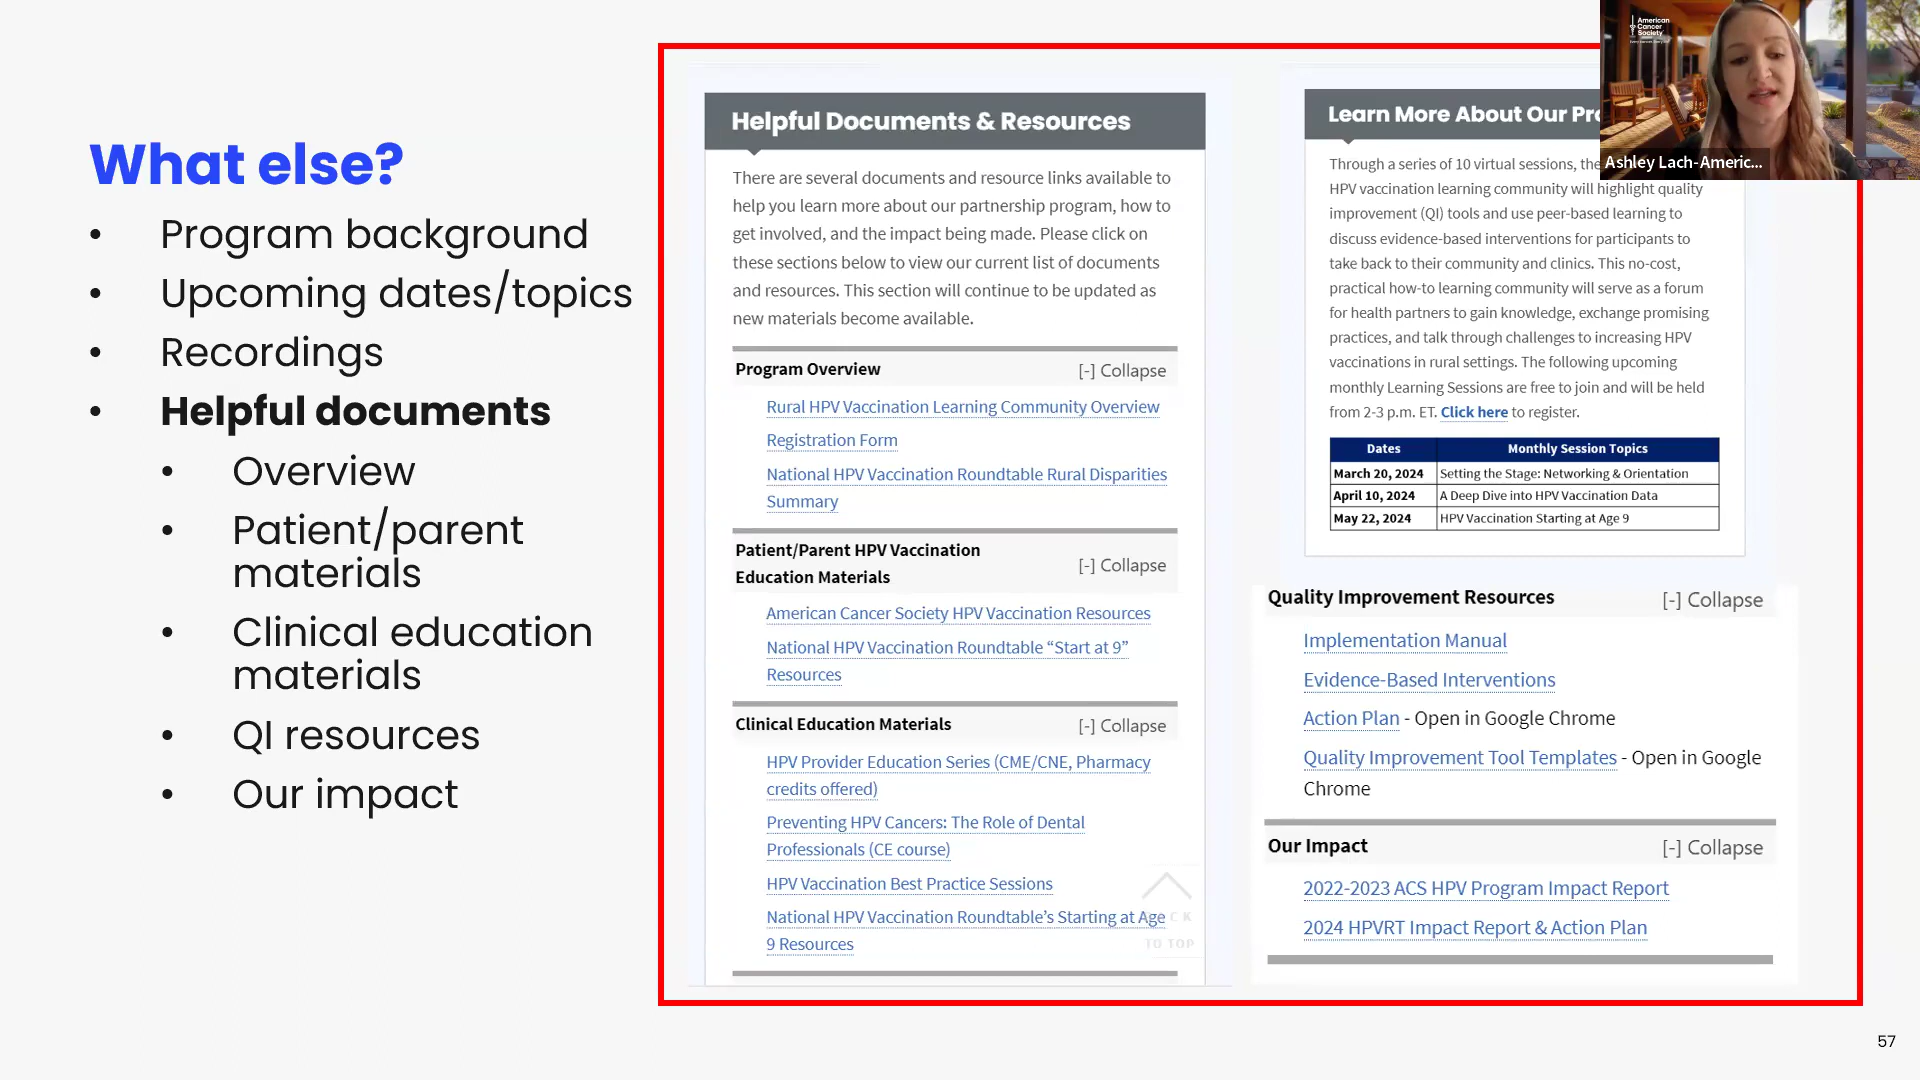 What else?
• Program background
• Upcoming dates/topics
• Recordings
• Helpful documents
• Overview
• Patient/parent
materials
• Clinical education
materials
• QI resources
• Our impact
Helpful Documents & Resources
There are several documents and resource links available to
help you learn more about our partnership program, how to
get involved, and the impact being made. Please click on
these sections below to view our current list of documents
and resources. This section will continue to be updated as
new materials become available.
Program Overview [-] Collapse
Rural HPV Vaccination Learning Community Overview
Registration Form
National HPV Vaccination Roundtable Rural Disparities
Summary
Patient/Parent HPV Vaccination
Education Materials [-] Collapse
American Cancer Society HPV Vaccination Resources
National HPV Vaccination Roundtable “Start at 9”
Resources
Clinical Education Materials [-] Collapse
HPV Provider Education Series (CME/CNE, Pharmacy
credits offered)
Preventing HPV Cancers: The Role of Dental
Professionals (CE course)
HPV Vaccination Best Practice Sessions
National HPV Vaccination Roundtable’s Starting at Age
9 Resources
TO TOP
Learn More About Our
Through a series of 10 virtual sessions, the
HPV vaccination learning community will highlight quality
improvement (QI) tools and use peer-based learning to
discuss evidence-based interventions for participants to
take back to their community and clinics. This no-cost,
practical how-to learning community will serve as a forum
for health partners to gain knowledge, exchange promising
practices, and talk through challenges to increasing HPV
vaccinations in rural settings. The following upcoming
monthly Learning Sessions are free to join and will be held
from 2-3 p.m. ET. Click here to register.
Dates Monthly Session Topics
March 20, 2024 Setting the Stage: Networking & Orientation
April 10, 2024 A Deep Dive into HPV Vaccination Data
May 22, 2024 HPV Vaccination Starting at Age 9
Quality Improvement Resources [-] Collapse
Implementation Manual
Evidence-Based Interventions
Action Plan - Open in Google Chrome
Quality Improvement Tool Templates - Open in Google
Chrome
Our Impact [-] Collapse
2022-2023 ACS HPV Program Impact Report
2024 HPVRT Impact Report & Action Plan
American
Cancer
Society
Ashley Lach-Americ...
57